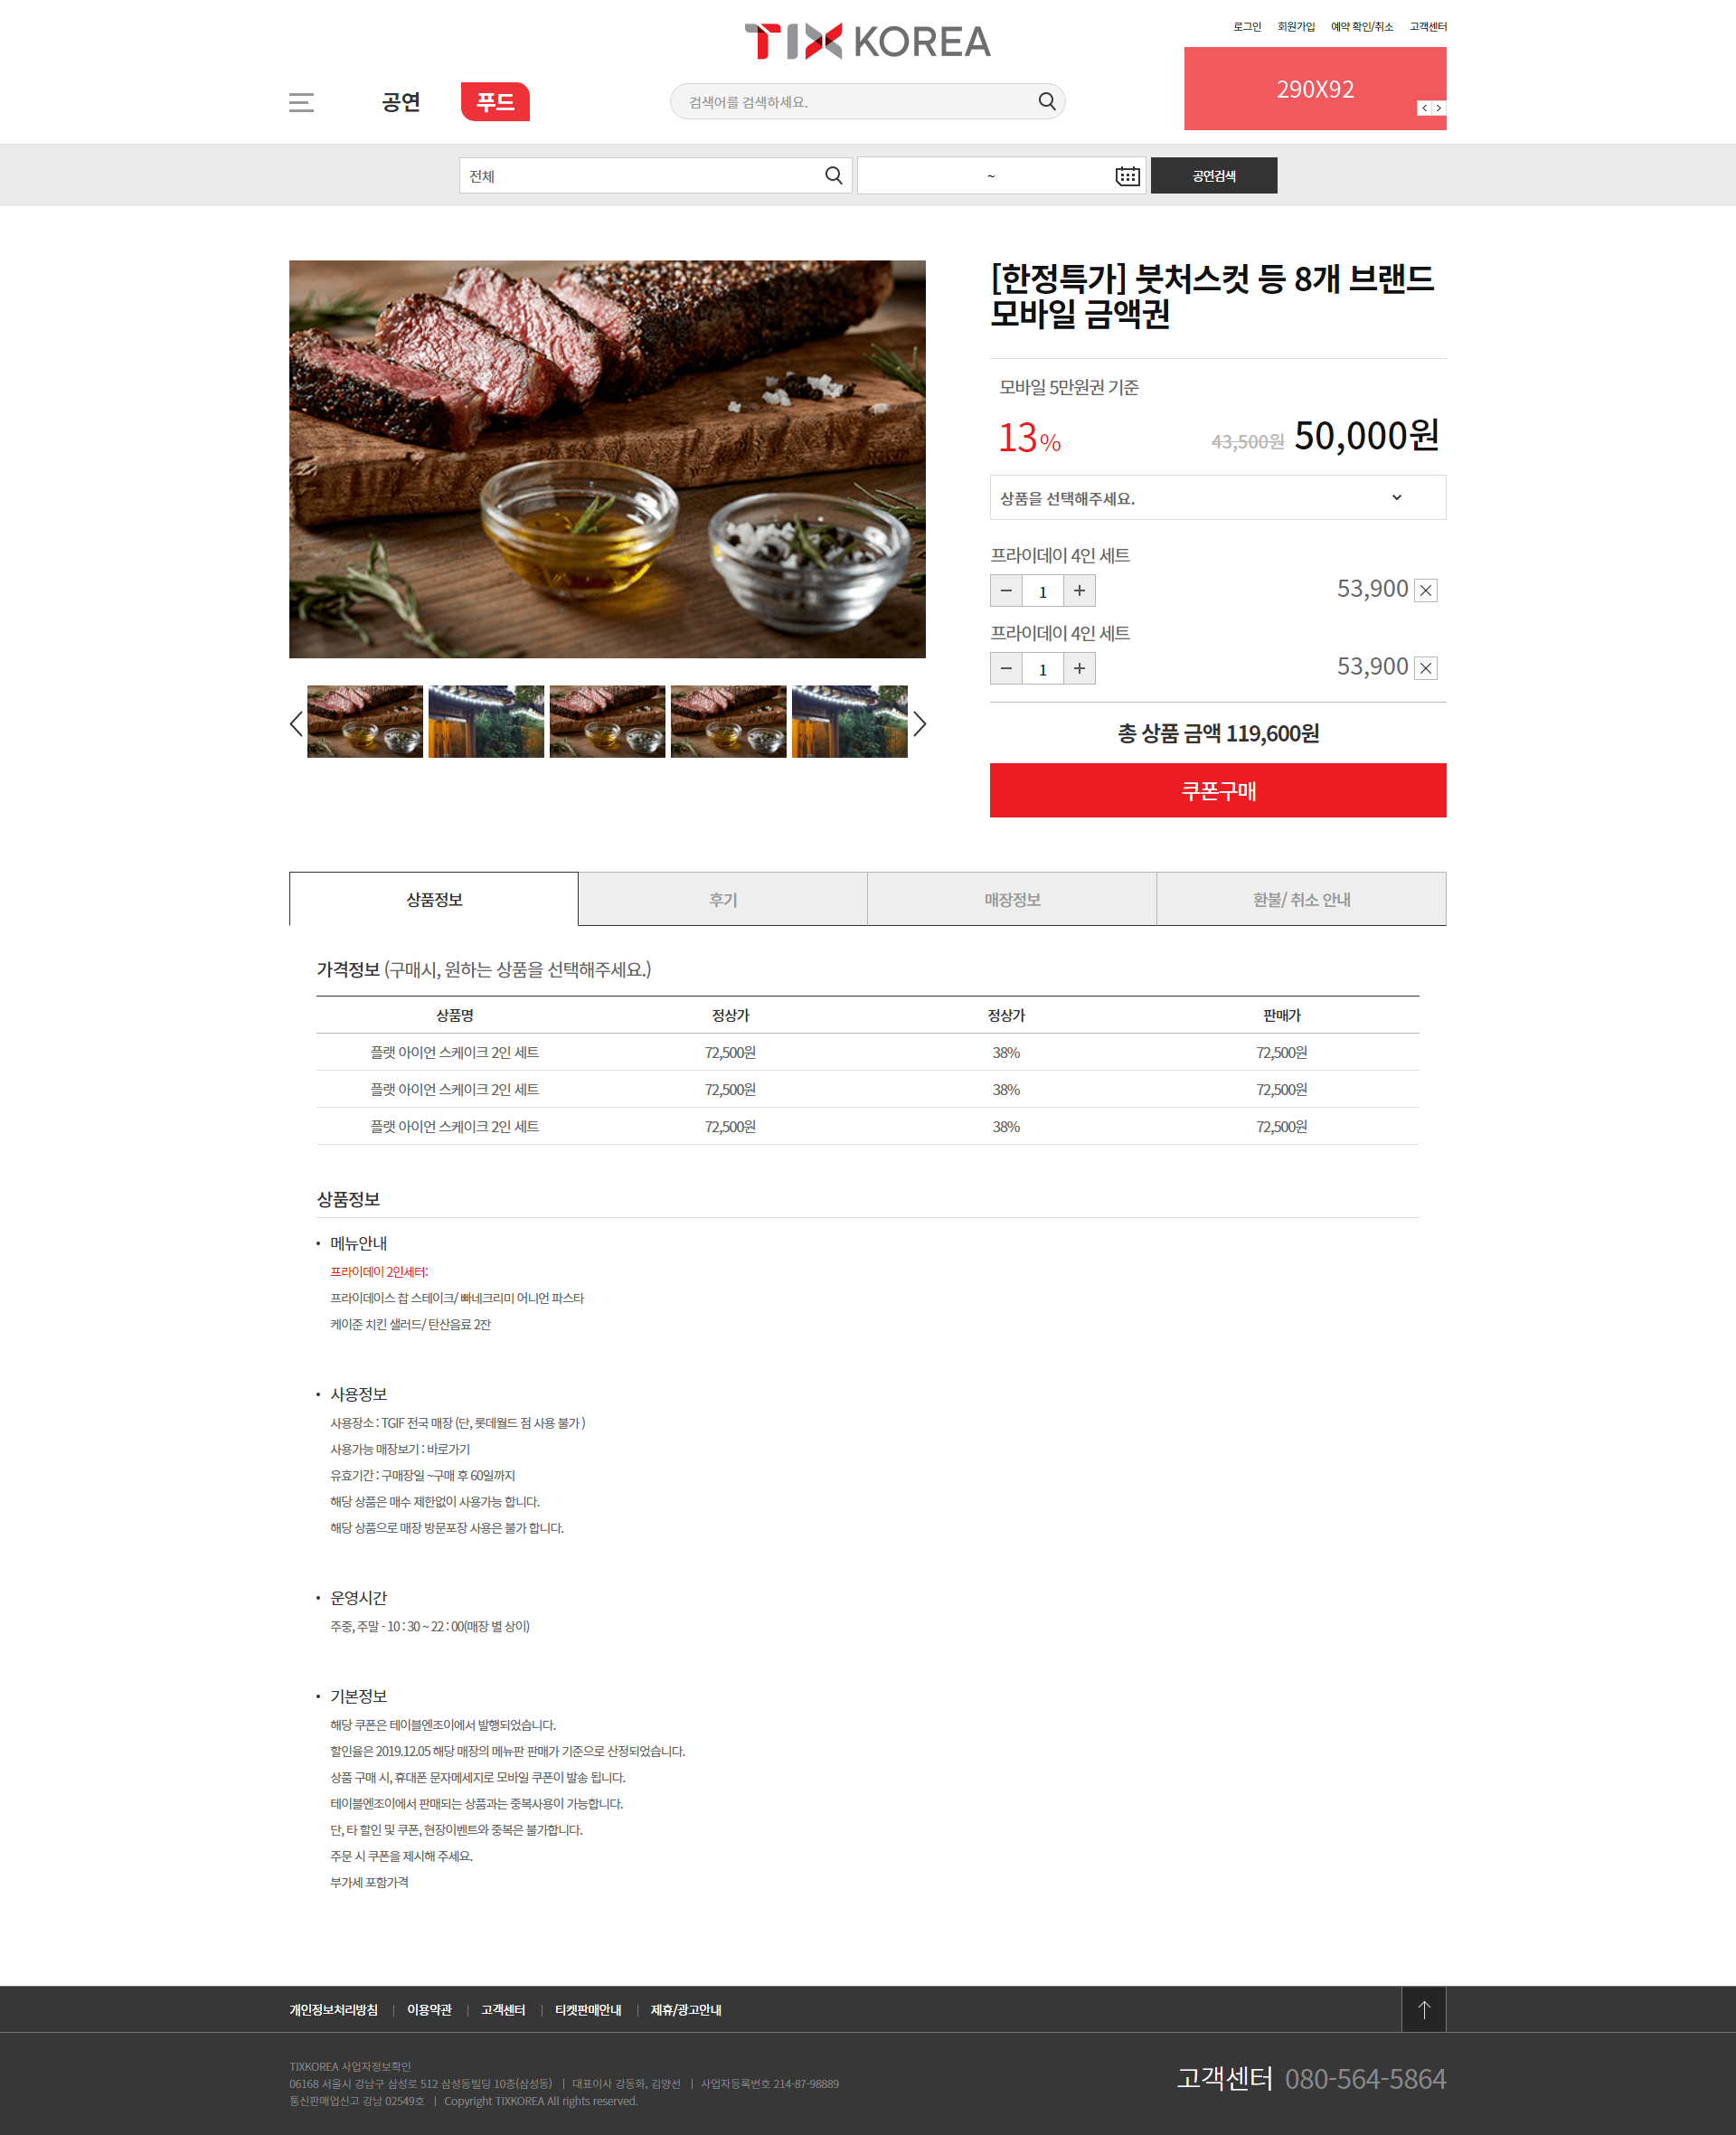 TIX KOREA
로그인 회원가입 예약 확인/취소 고객센터
공연 푸드
검색어를 검색하세요.
290X92
전체
~
공연검색
[한정특가] 붓처스컷 등 8개 브랜드
모바일 금액권
모바일 5만원권 기준
13% 43,500원 50,000원
상품을 선택해주세요.
프라이데이 4인 세트
1 53,900
프라이데이 4인 세트
1 53,900
총 상품 금액 119,600원
쿠폰구매
상품정보 후기 매장정보 환불/ 취소 안내
가격정보 (구매시, 원하는 상품을 선택해주세요.)
상품명 정상가 정상가 판매가
플랫 아이언 스케이크 2인 세트 72,500원 38% 72,500원
플랫 아이언 스케이크 2인 세트 72,500원 38% 72,500원
플랫 아이언 스케이크 2인 세트 72,500원 38% 72,500원
상품정보
• 메뉴안내
프라이데이 2인세터:
프라이데이스 찹 스테이크/ 빠네크리미 어니언 파스타
케이준 치킨 샐러드/ 탄산음료 2잔
• 사용정보
사용장소 : TGIF 전국 매장 (단, 롯데월드 점 사용 불가 )
사용가능 매장보기 : 바로가기
유효기간 : 구매장일 ~구매 후 60일까지
해당 상품은 매수 제한없이 사용가능 합니다.
해당 상품으로 매장 방문포장 사용은 불가 합니다.
• 운영시간
주중, 주말 - 10 : 30 ~ 22 : 00(매장 별 상이)
• 기본정보
해당 쿠폰은 테이블엔조이에서 발행되었습니다.
할인율은 2019.12.05 해당 매장의 메뉴판 판매가 기준으로 산정되었습니다.
상품 구매 시, 휴대폰 문자메세지로 모바일 쿠폰이 발송 됩니다.
테이블엔조이에서 판매되는 상품과는 중복사용이 가능합니다.
단, 타 할인 및 쿠폰, 현장이벤트와 중복은 불가합니다.
주문 시 쿠폰을 제시해 주세요.
부가세 포함가격
개인정보처리방침 | 이용약관 | 고객센터 | 티켓판매안내 | 제휴/광고안내
TIXKOREA 사업자정보확인
06168 서울시 강남구 삼성로 512 삼성동빌딩 10층(삼성동) | 대표이사 강동화, 김양선 | 사업자등록번호 214-87-98889
통신판매업신고 강남 02549호 | Copyright TIXKOREA All rights reserved.
고객센터 080-564-5864